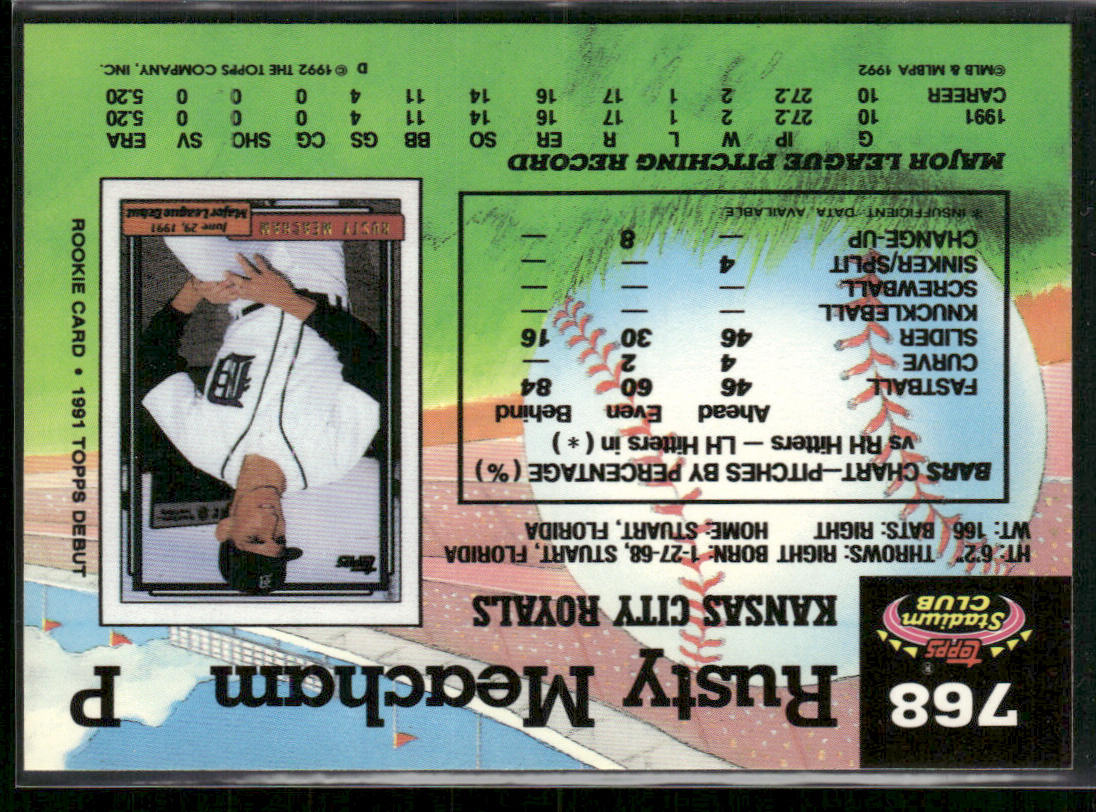 768
topps®
Stadium
CLUB
Rusty Meacham P
KANSAS CITY ROYALS
HT: 6'2" THROWS: RIGHT BORN: 1-27-68, STUART, FLORIDA
WT: 166 BATS: RIGHT HOME: STUART, FLORIDA
BARS CHART—PITCHES BY PERCENTAGE (%)
vs RH Hitters — LH Hitters in (*)
Ahead Even Behind
FASTBALL 46 60 84
CURVE 4 2 —
SLIDER 46 30 16
KNUCKLEBALL — — —
SCREWBALL — — —
SINKER/SPLIT 4 — —
CHANGE-UP — 8 —
* INSUFFICIENT DATA AVAILABLE
topps
RUSTY MEACHAM
June 29, 1991
Major League Debut
ROOKIE CARD • 1991 TOPPS DEBUT
MAJOR LEAGUE PITCHING RECORD
G IP W L R ER SO BB GS CG SHO SV ERA
1991 10 27.2 2 1 17 16 14 11 4 0 0 0 5.20
CAREER 10 27.2 2 1 17 16 14 11 4 0 0 0 5.20
©MLB & MLBPA 1992 D © 1992 THE TOPPS COMPANY, INC.